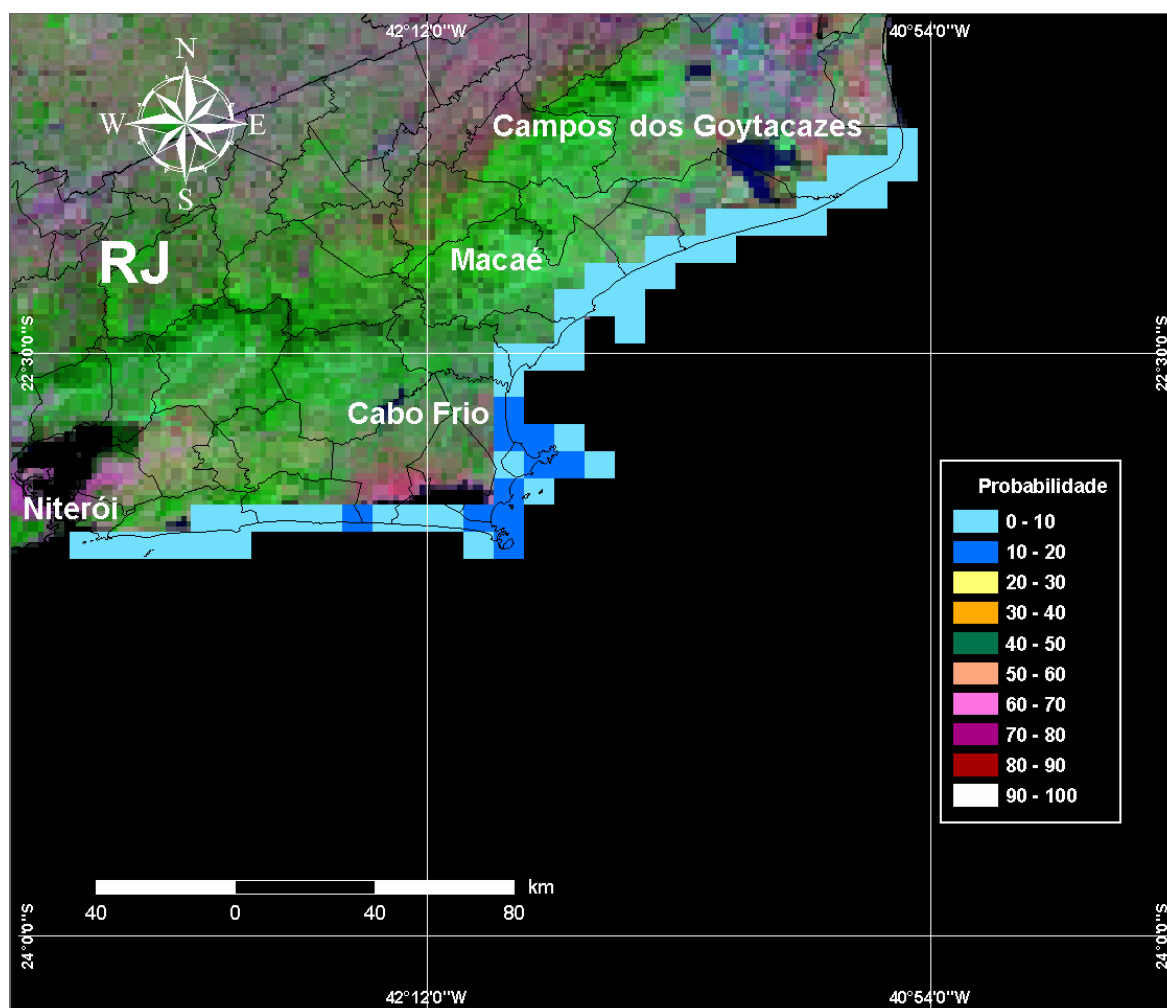 42°12'0"W
40°54'0"W
N
W
E
S
Campos dos Goytacazes
RJ
Macaé
22°30'0"S
22°30'0"S
Cabo Frio
Niterói
Probabilidade
0 - 10
10 - 20
20 - 30
30 - 40
40 - 50
50 - 60
60 - 70
70 - 80
80 - 90
90 - 100
km
40 0 40 80
24°0'0"S
24°0'0"S
42°12'0"W
40°54'0"W